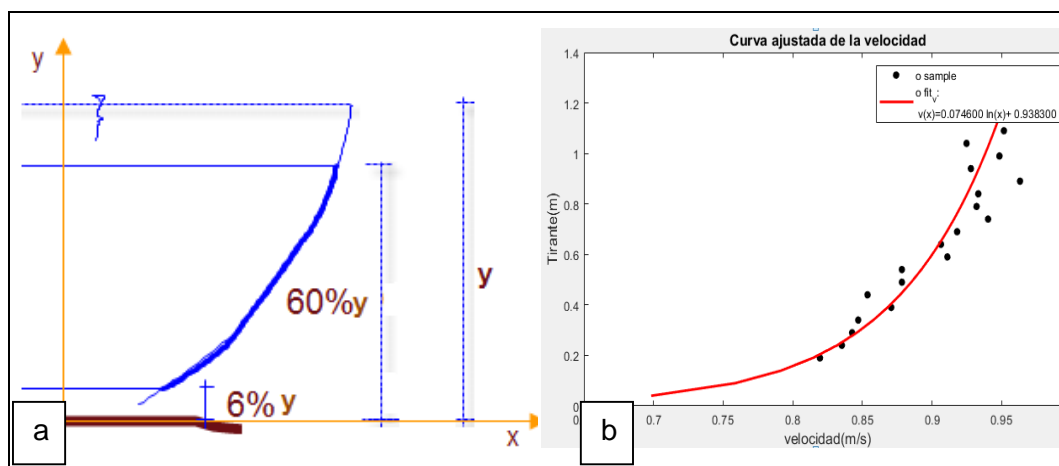 y
60%y
y
6% y
x
a
Curva ajustada de la velocidad
o sample
o fit_v:
v(x)=0.074600 ln(x)+ 0.938300
Tirante(m)
1.4
1.2
1
0.8
0.6
0.4
0.2
0.7
0.75
0.8
0.85
0.9
0.95
velocidad(m/s)
b